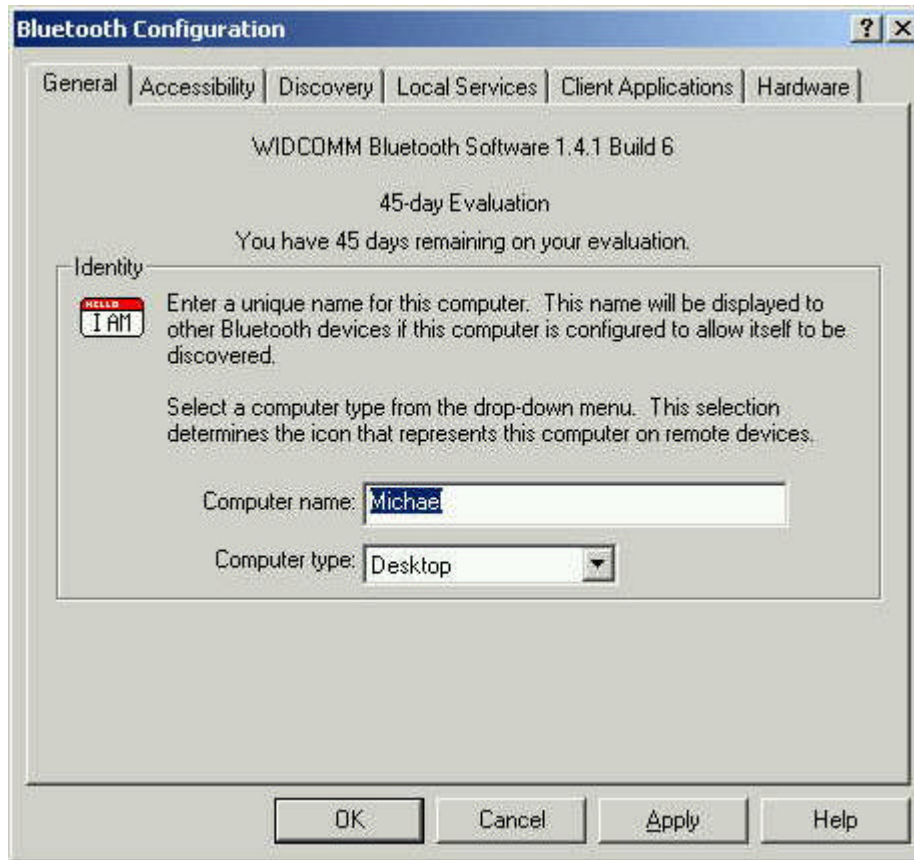 Bluetooth Configuration
General Accessibility Discovery Local Services Client Applications Hardware
WIDCOMM Bluetooth Software 1.4.1 Build 6
45-day Evaluation
You have 45 days remaining on your evaluation.
Identity
HELLO
I AM
Enter a unique name for this computer. This name will be displayed to
other Bluetooth devices if this computer is configured to allow itself to be
discovered.
Select a computer type from the drop-down menu. This selection
determines the icon that represents this computer on remote devices.
Computer name: Michael
Computer type: Desktop
OK Cancel Apply Help